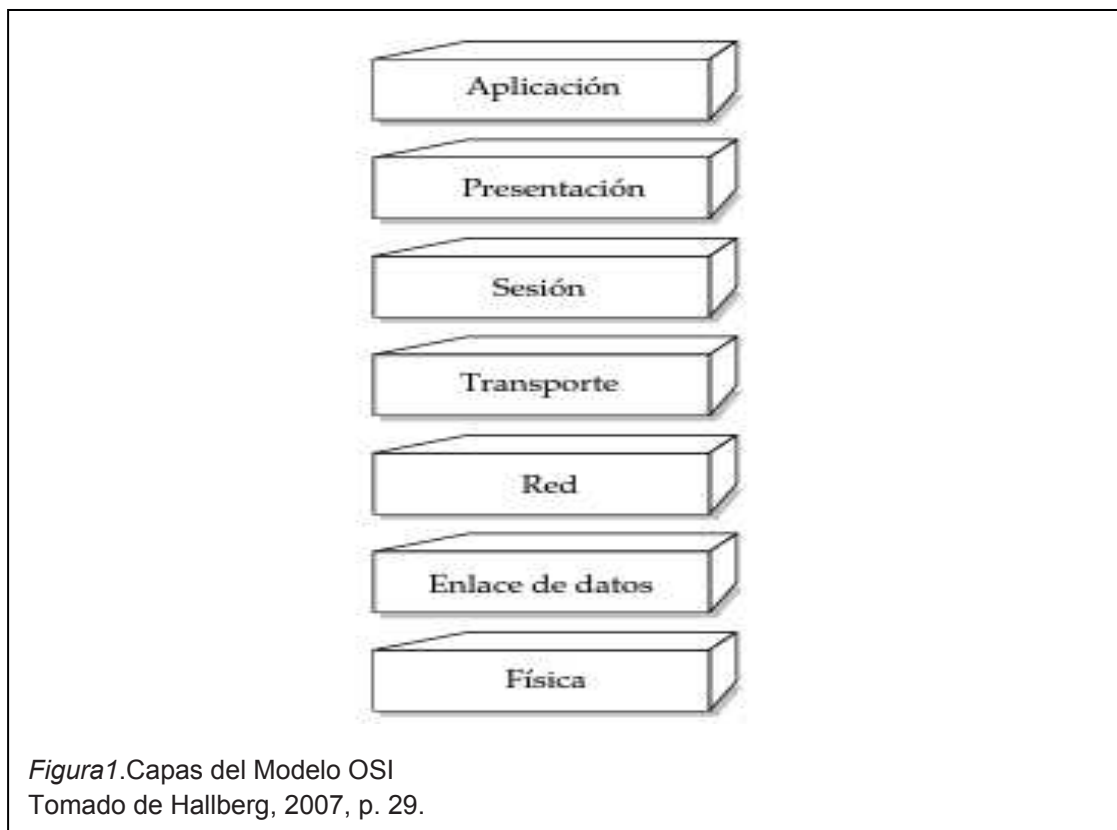 Aplicación
Presentación
Sesión
Transporte
Red
Enlace de datos
Física
Figura1.Capas del Modelo OSI
Tomado de Hallberg, 2007, p. 29.